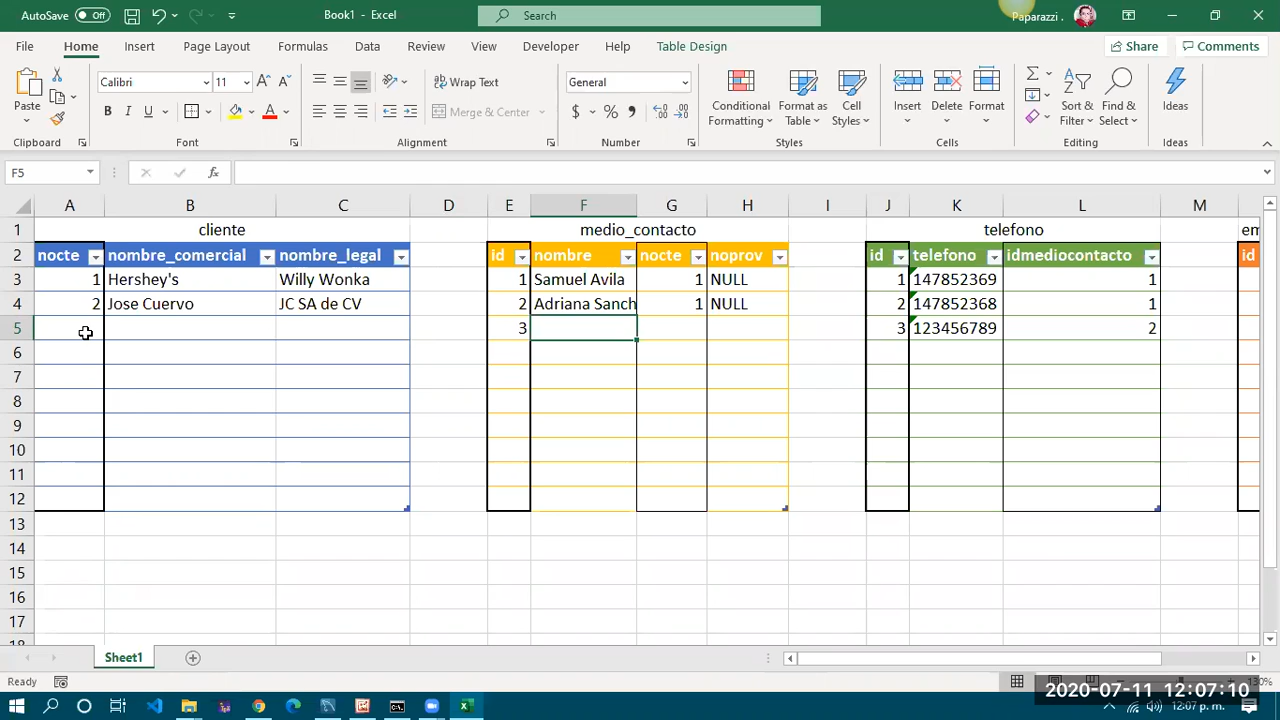 AutoSave Off Book1 - Excel Search Paparazzi .
File Home Insert Page Layout Formulas Data Review View Developer Help Table Design Share Comments
Calibri 11 Wrap Text General
Paste B I U Merge & Center $ % Conditional Formatting Format as Table Cell Styles Insert Delete Format Sort & Filter Find & Select Ideas
Clipboard Font Alignment Number Styles Cells Editing Ideas
F5 fx
A B C D E F G H I J K L M
1 cliente medio_contacto telefono em
2 nocte nombre_comercial nombre_legal id nombre nocte noprov id telefono idmediocontacto id
3 1 Hershey's Willy Wonka 1 Samuel Avila 1 NULL 1 147852369 1
4 2 Jose Cuervo JC SA de CV 2 Adriana Sanch 1 NULL 2 147852368 1
5 3 3 123456789 2
6
7
8
9
10
11
12
13
14
15
16
17
18
Sheet1
Ready 130%
2020-07-11 12:07:10
12:07 p. m.